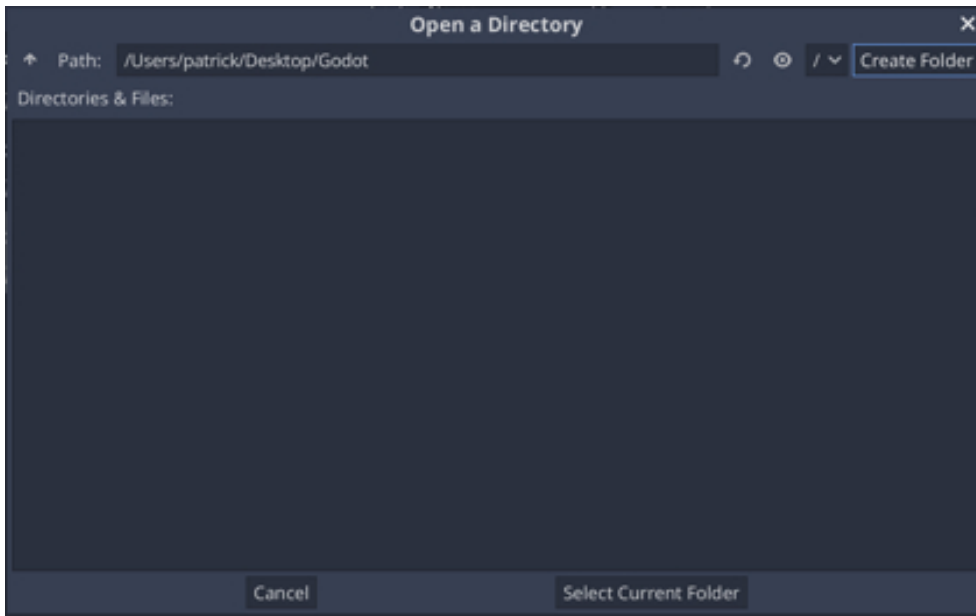 Open a Directory
Path: /Users/patrick/Desktop/Godot / Create Folder
Directories & Files:
Cancel Select Current Folder